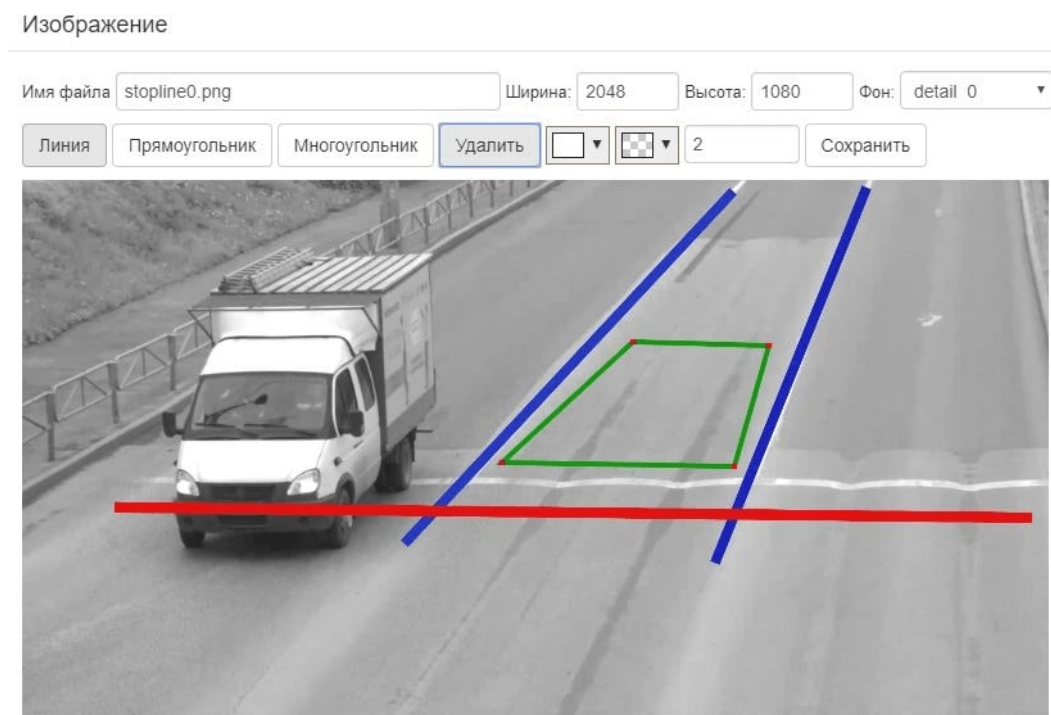 Изображение
Имя файла stopline0.png Ширина: 2048 Высота: 1080 Фон: detail 0
Линия Прямоугольник Многоугольник Удалить 2 Сохранить